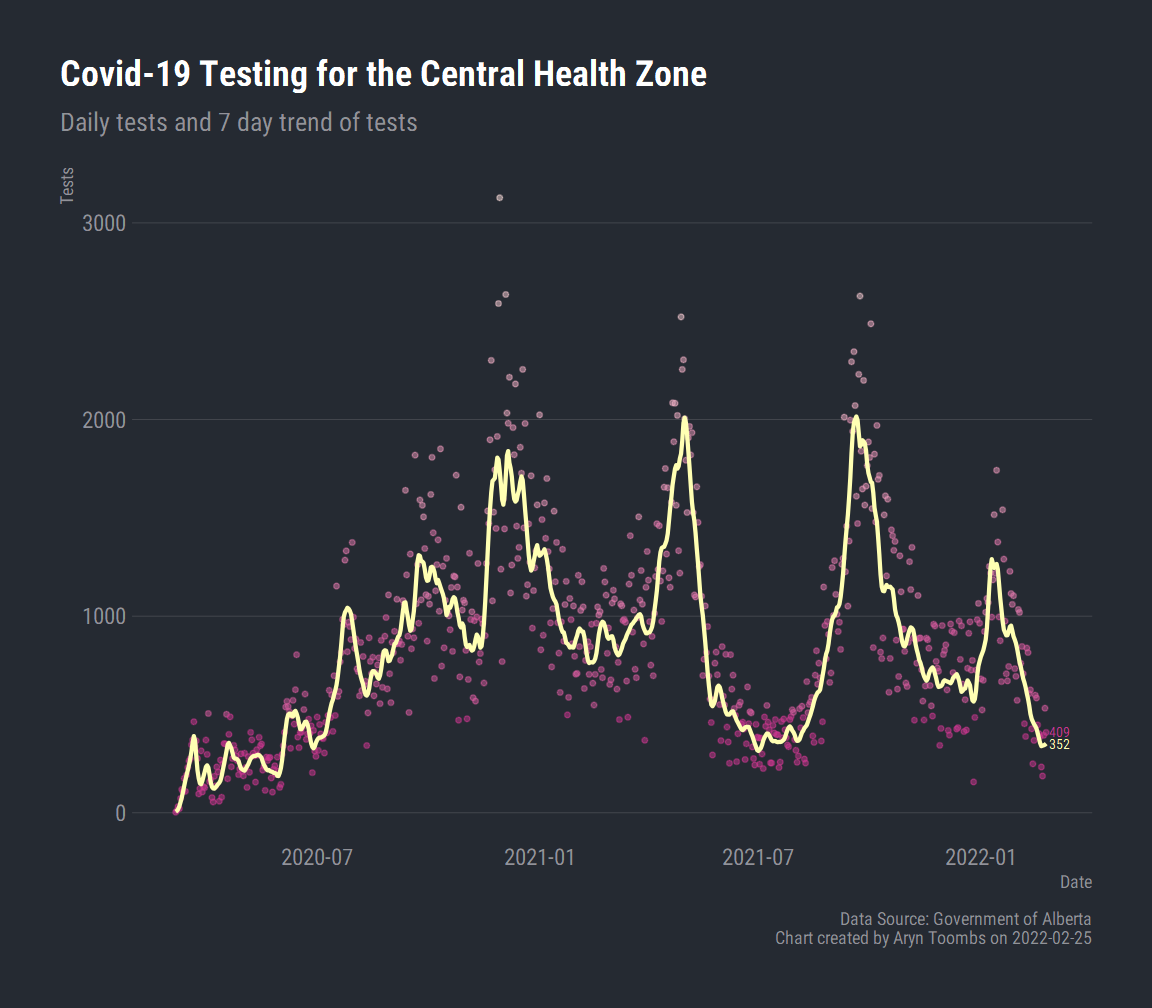 Covid-19 Testing for the Central Health Zone
Daily tests and 7 day trend of tests
Tests
3000
2000
1000
0
409
352
2020-07
2021-01
2021-07
2022-01
Date
Data Source: Government of Alberta
Chart created by Aryn Toombs on 2022-02-25